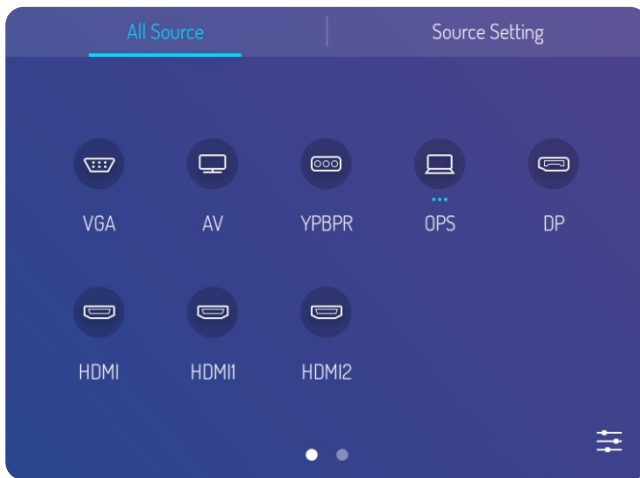 All Source Source Setting
VGA AV YPBPR OPS DP
HDMI HDMI1 HDMI2